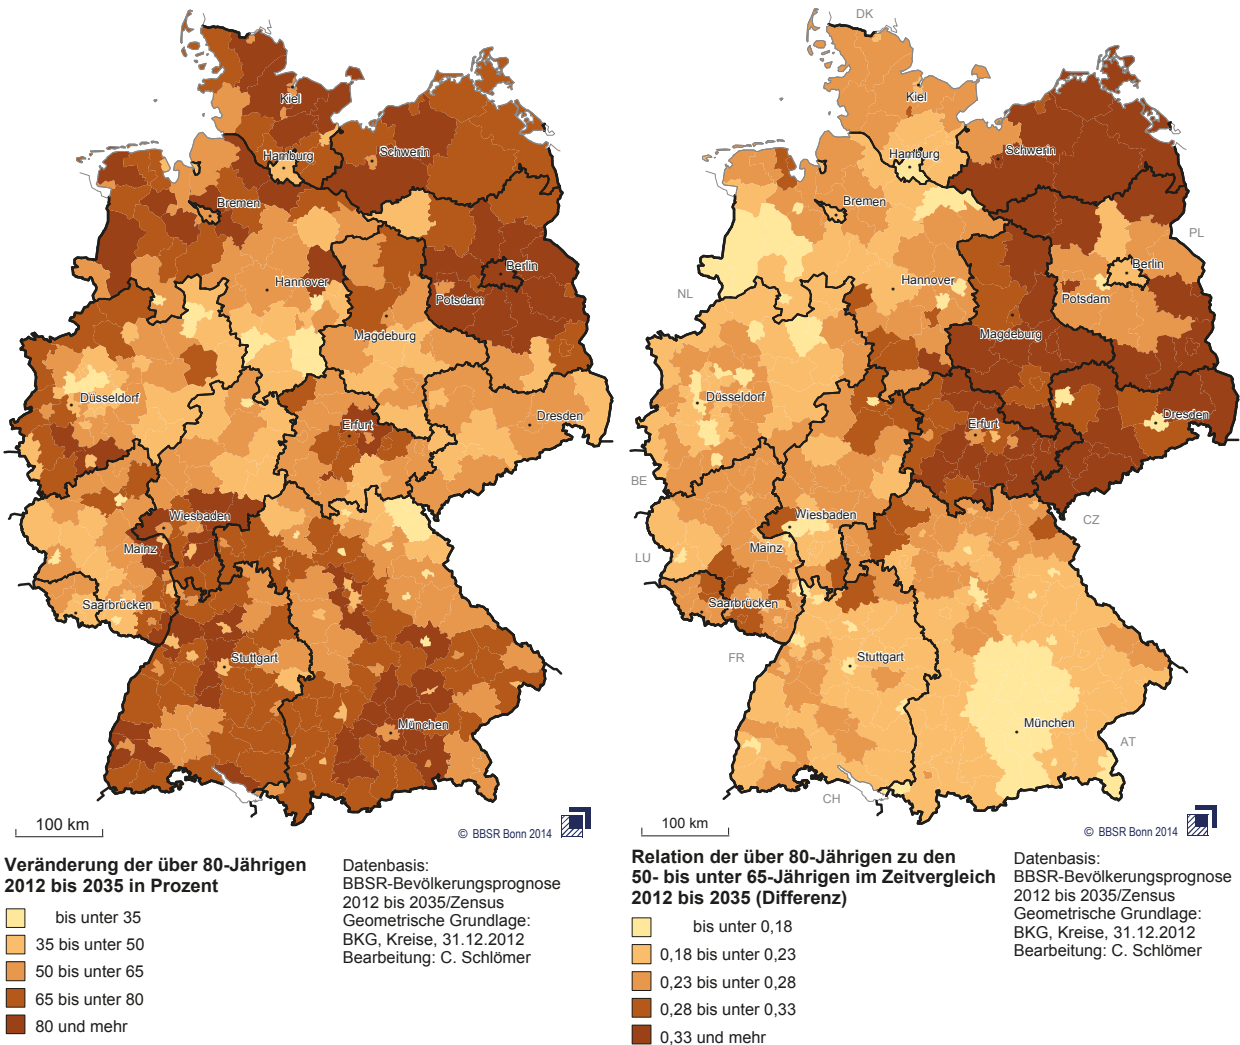 Kiel
Hamburg
Schwerin
Bremen
Berlin
Hannover
Potsdam
Magdeburg
Düsseldorf
Dresden
Erfurt
Wiesbaden
Mainz
Saarbrücken
Stuttgart
München
100 km
© BBSR Bonn 2014
Veränderung der über 80-Jährigen
2012 bis 2035 in Prozent
bis unter 35
35 bis unter 50
50 bis unter 65
65 bis unter 80
80 und mehr
Datenbasis:
BBSR-Bevölkerungsprognose
2012 bis 2035/Zensus
Geometrische Grundlage:
BKG, Kreise, 31.12.2012
Bearbeitung: C. Schlömer
DK
Kiel
Hamburg
Schwerin
Bremen
PL
Berlin
NL
Hannover
Potsdam
Magdeburg
Düsseldorf
Dresden
Erfurt
BE
Wiesbaden
CZ
Mainz
LU
Saarbrücken
FR
Stuttgart
München
AT
CH
100 km
© BBSR Bonn 2014
Relation der über 80-Jährigen zu den
50- bis unter 65-Jährigen im Zeitvergleich
2012 bis 2035 (Differenz)
bis unter 0,18
0,18 bis unter 0,23
0,23 bis unter 0,28
0,28 bis unter 0,33
0,33 und mehr
Datenbasis:
BBSR-Bevölkerungsprognose
2012 bis 2035/Zensus
Geometrische Grundlage:
BKG, Kreise, 31.12.2012
Bearbeitung: C. Schlömer